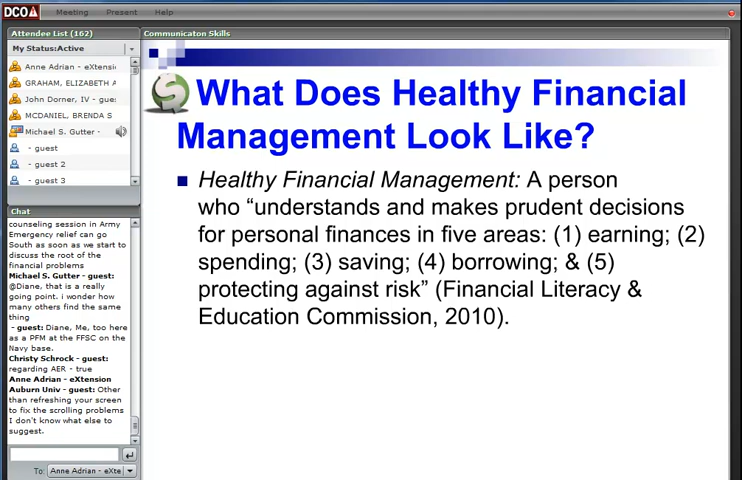 DCO
Meeting
Present
Help
Attendee List (162)
My Status:Active
Anne Adrian - eXtensi
GRAHAM, ELIZABETH A
John Dorner, IV - gue:
MCDANIEL, BRENDA S
Michael S. Gutter -
- guest
- guest 2
- guest 3
Chat
counseling session in Army
Emergency relief can go
South as soon as we start to
discuss the root of the
financial problems
Michael S. Gutter - guest:
@Diane, that is a really
going point. i wonder how
many others find the same
thing
- guest: Diane, Me, too here
as a PFM at the FFSC on the
Navy base.
Christy Schrock - guest:
regarding AER - true
Anne Adrian - eXtension
Auburn Univ - guest: Other
than refreshing your screen
to fix the scrolling problems
I don't know what else to
suggest.
To: Anne Adrian - eXte
Communicaton Skills
What Does Healthy Financial
Management Look Like?
Healthy Financial Management: A person
who “understands and makes prudent decisions
for personal finances in five areas: (1) earning; (2)
spending; (3) saving; (4) borrowing; & (5)
protecting against risk” (Financial Literacy &
Education Commission, 2010).